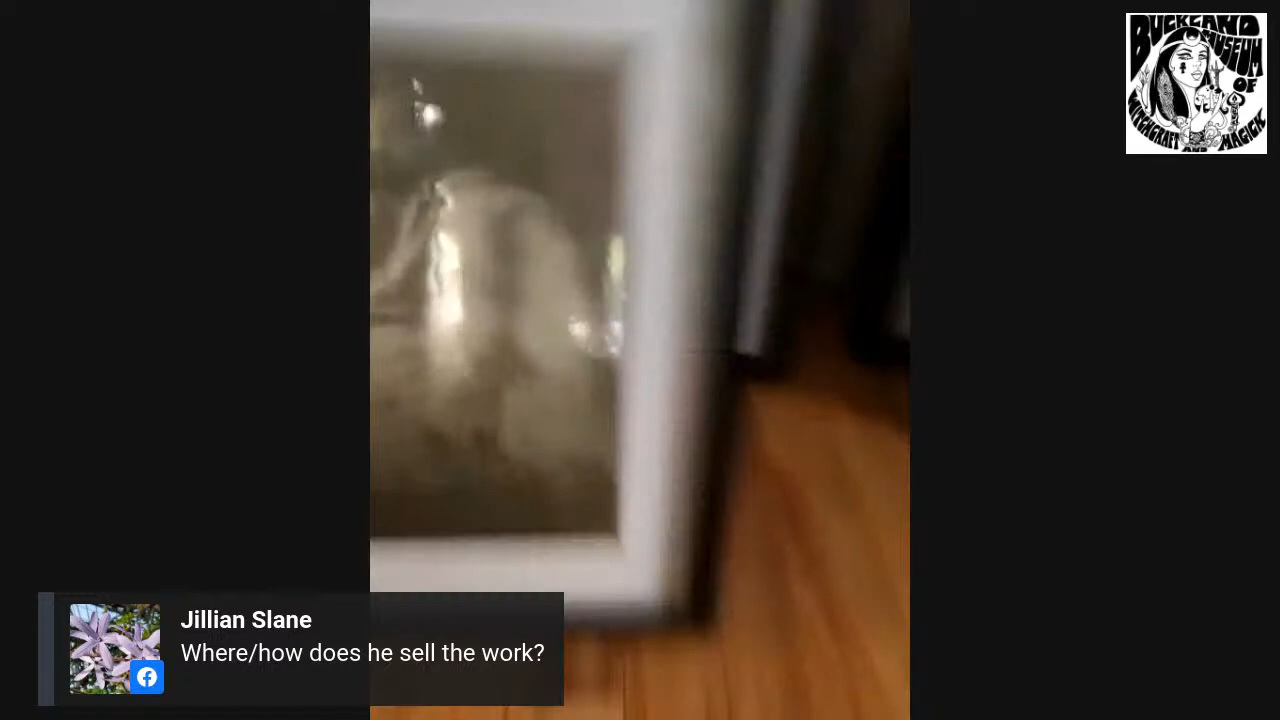 BUCKLAND
MUSEUM
OF
WITCHCRAFT
AND
MAGICK
Jillian Slane
Where/how does he sell the work?